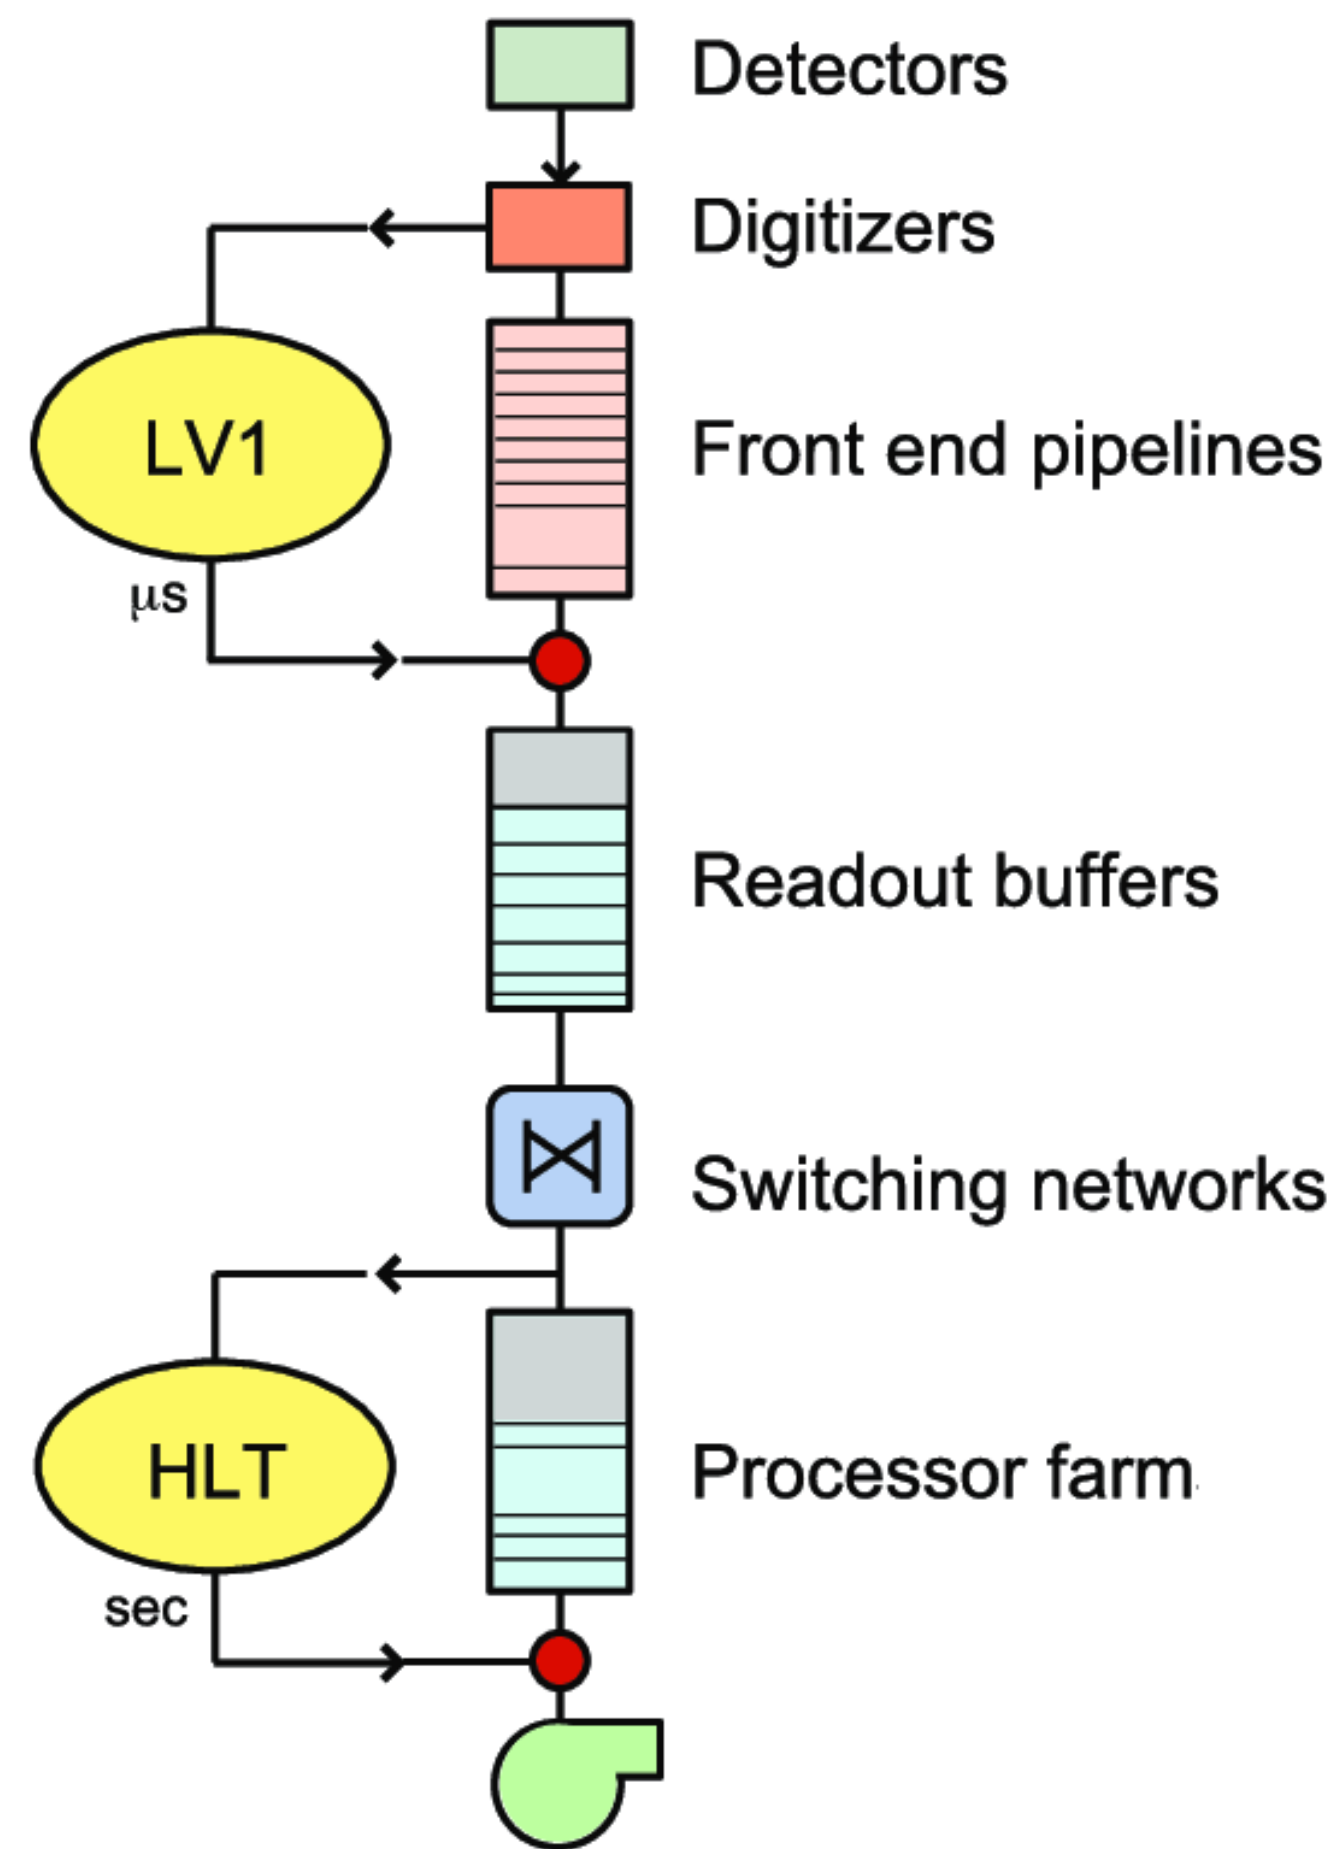 Detectors
Digitizers
LV1
Front end pipelines
μs
Readout buffers
Switching networks
HLT
Processor farm
sec